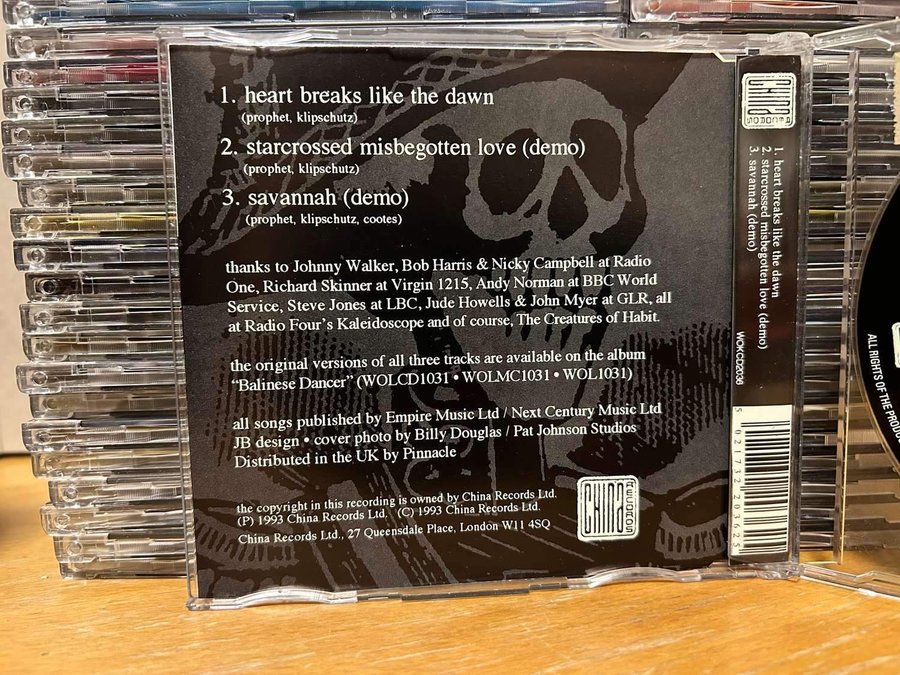 1. heart breaks like the dawn
(prophet, klipschutz)
2. starcrossed misbegotten love (demo)
(prophet, klipschutz)
3. savannah (demo)
(prophet, klipschutz, cootes)
thanks to Johnny Walker, Bob Harris & Nicky Campbell at Radio
One, Richard Skinner at Virgin 1215, Andy Norman at BBC World
Service, Steve Jones at LBC, Jude Howells & John Myer at GLR, all
at Radio Four's Kaleidoscope and of course, The Creatures of Habit.
the original versions of all three tracks are available on the album
“Balinese Dancer” (WOLCD1031 • WOLMC1031 • WOL1031)
all songs published by Empire Music Ltd / Next Century Music Ltd
JB design • cover photo by Billy Douglas / Pat Johnson Studios
Distributed in the UK by Pinnacle
the copyright in this recording is owned by China Records Ltd.
(P) 1993 China Records Ltd. (C) 1993 China Records Ltd.
China Records Ltd., 27 Queensdale Place, London W11 4SQ
CHINA
RECORDS
CHINA
RECORDS
1. heart breaks like the dawn
2. starcrossed misbegotten love (demo)
3. savannah (demo)
WOKCD2036
5 021732 203625
ALL RIGHTS OF THE